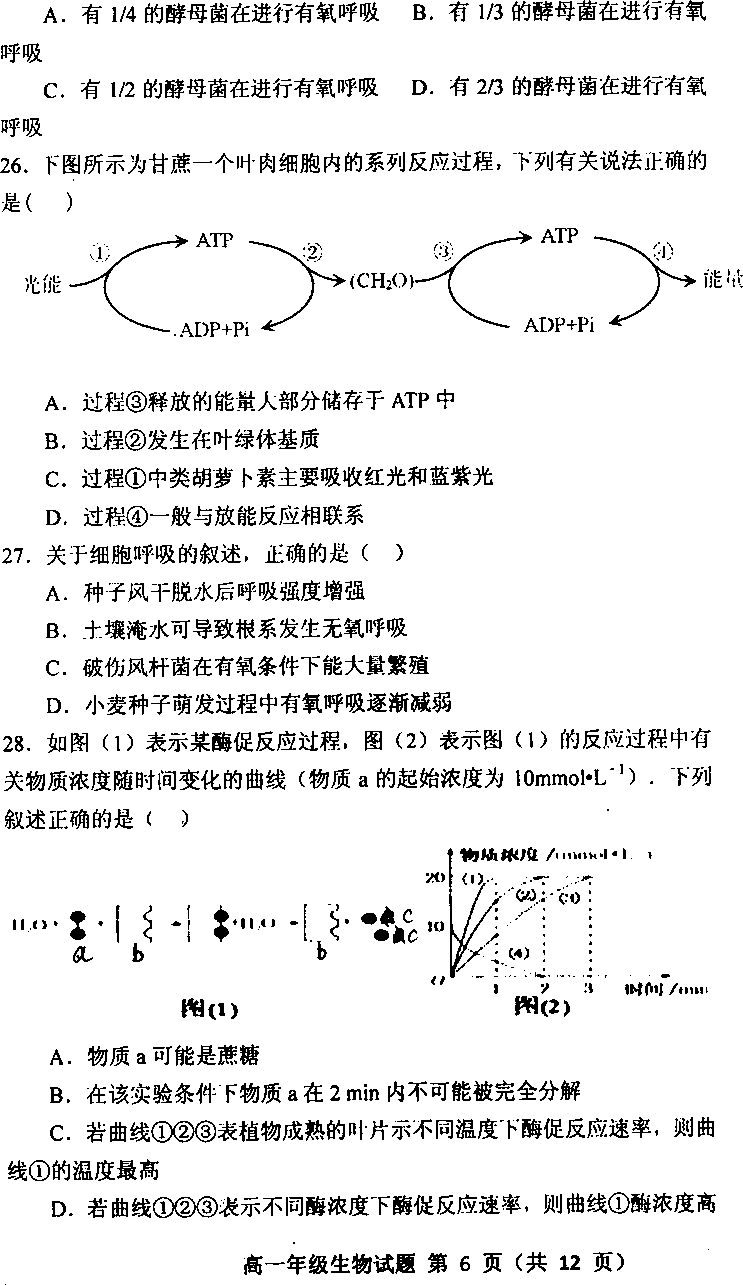 A．有 1/4 的酵母菌在进行有氧呼吸 B．有 1/3 的酵母菌在进行有氧
呼吸
C．有 1/2 的酵母菌在进行有氧呼吸 D．有 2/3 的酵母菌在进行有氧
呼吸
26．下图所示为甘蔗一个叶肉细胞内的系列反应过程，下列有关说法正确的
是( )
① ATP ② ③ ATP ④
光能 (CH₂O) 能量
ADP+Pi ADP+Pi
A．过程③释放的能量大部分储存于 ATP 中
B．过程②发生在叶绿体基质
C．过程①中类胡萝卜素主要吸收红光和蓝紫光
D．过程④一般与放能反应相联系
27．关于细胞呼吸的叙述，正确的是（ ）
A．种子风干脱水后呼吸强度增强
B．土壤淹水可导致根系发生无氧呼吸
C．破伤风杆菌在有氧条件下能大量繁殖
D．小麦种子萌发过程中有氧呼吸逐渐减弱
28．如图（1）表示某酶促反应过程，图（2）表示图（1）的反应过程中有
关物质浓度随时间变化的曲线（物质 a 的起始浓度为 10mmol•L⁻¹）．下列
叙述正确的是（ ）
物质浓度
20 (1) (2) (3)
H₂O+ + → +H₂O → + c
10 c
a b b (4)
0 1 2 3 时间/min
图(1) 图(2)
A．物质 a 可能是蔗糖
B．在该实验条件下物质 a 在 2 min 内不可能被完全分解
C．若曲线①②③表植物成熟的叶片示不同温度下酶促反应速率，则曲
线①的温度最高
D．若曲线①②③表示不同酶浓度下酶促反应速率，则曲线①酶浓度高
高一年级生物试题 第 6 页（共 12 页）